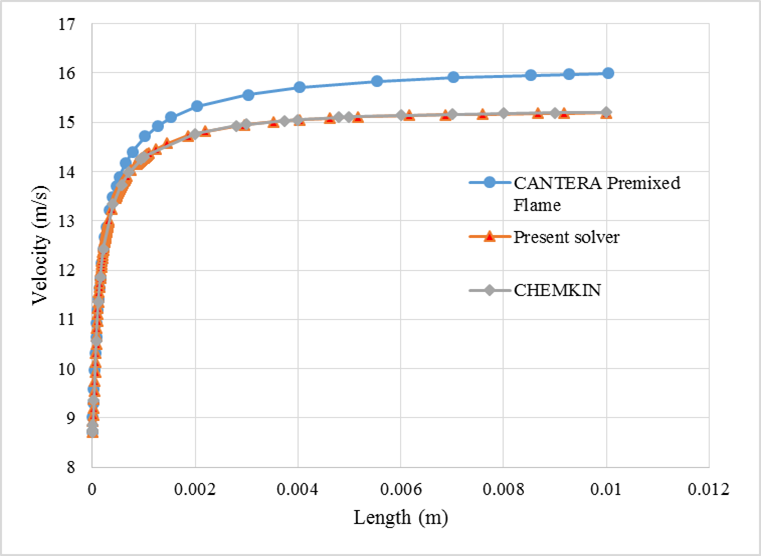 17
16
15
14
13
12
11
10
9
8
Velocity (m/s)
CANTERA Premixed
Flame
Present solver
CHEMKIN
0
0.002
0.004
0.006
0.008
0.01
0.012
Length (m)